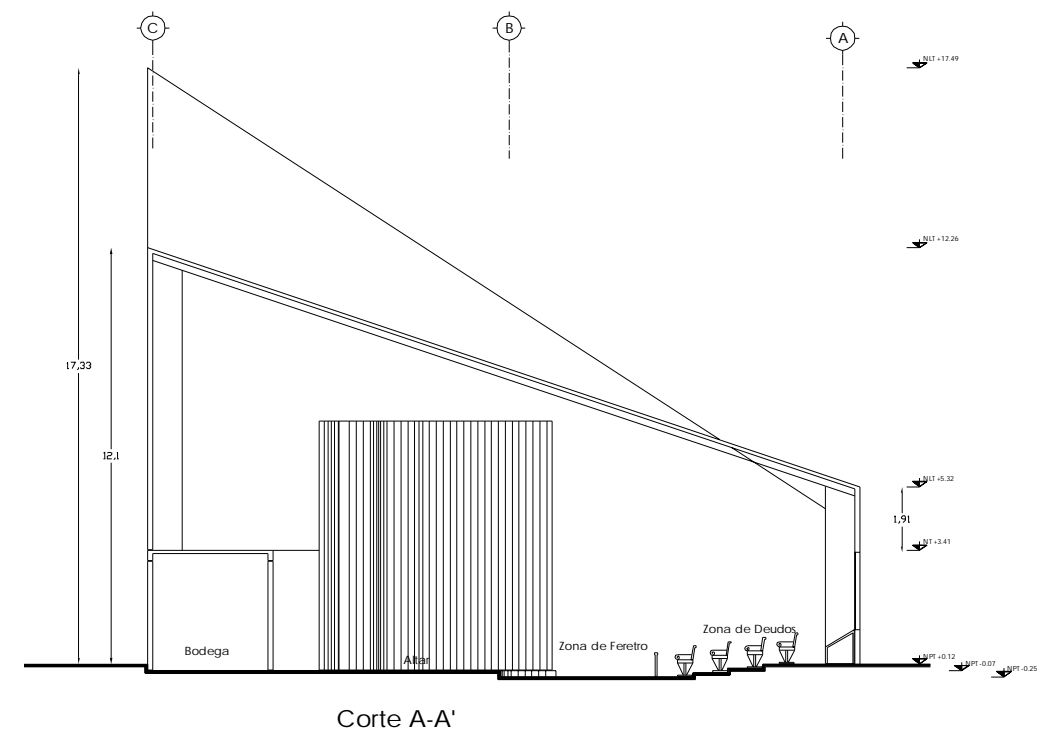 C
B
A
NLT +17.49
NLT +12.26
17,33
12,1
NLT +5.32
1,91
NT +3.41
Zona de Deudos
Zona de Feretro
Bodega
Altar
NPT +0.12
NPT -0.07
NPT -0.25
Corte A-A'